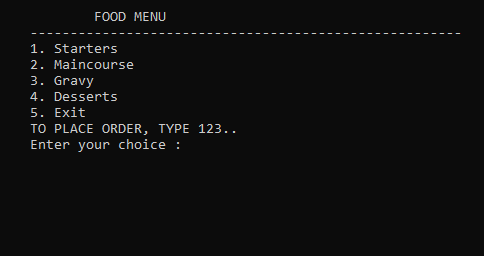 FOOD MENU
------------------------------------------------------
1. Starters
2. Maincourse
3. Gravy
4. Desserts
5. Exit
TO PLACE ORDER, TYPE 123..
Enter your choice :